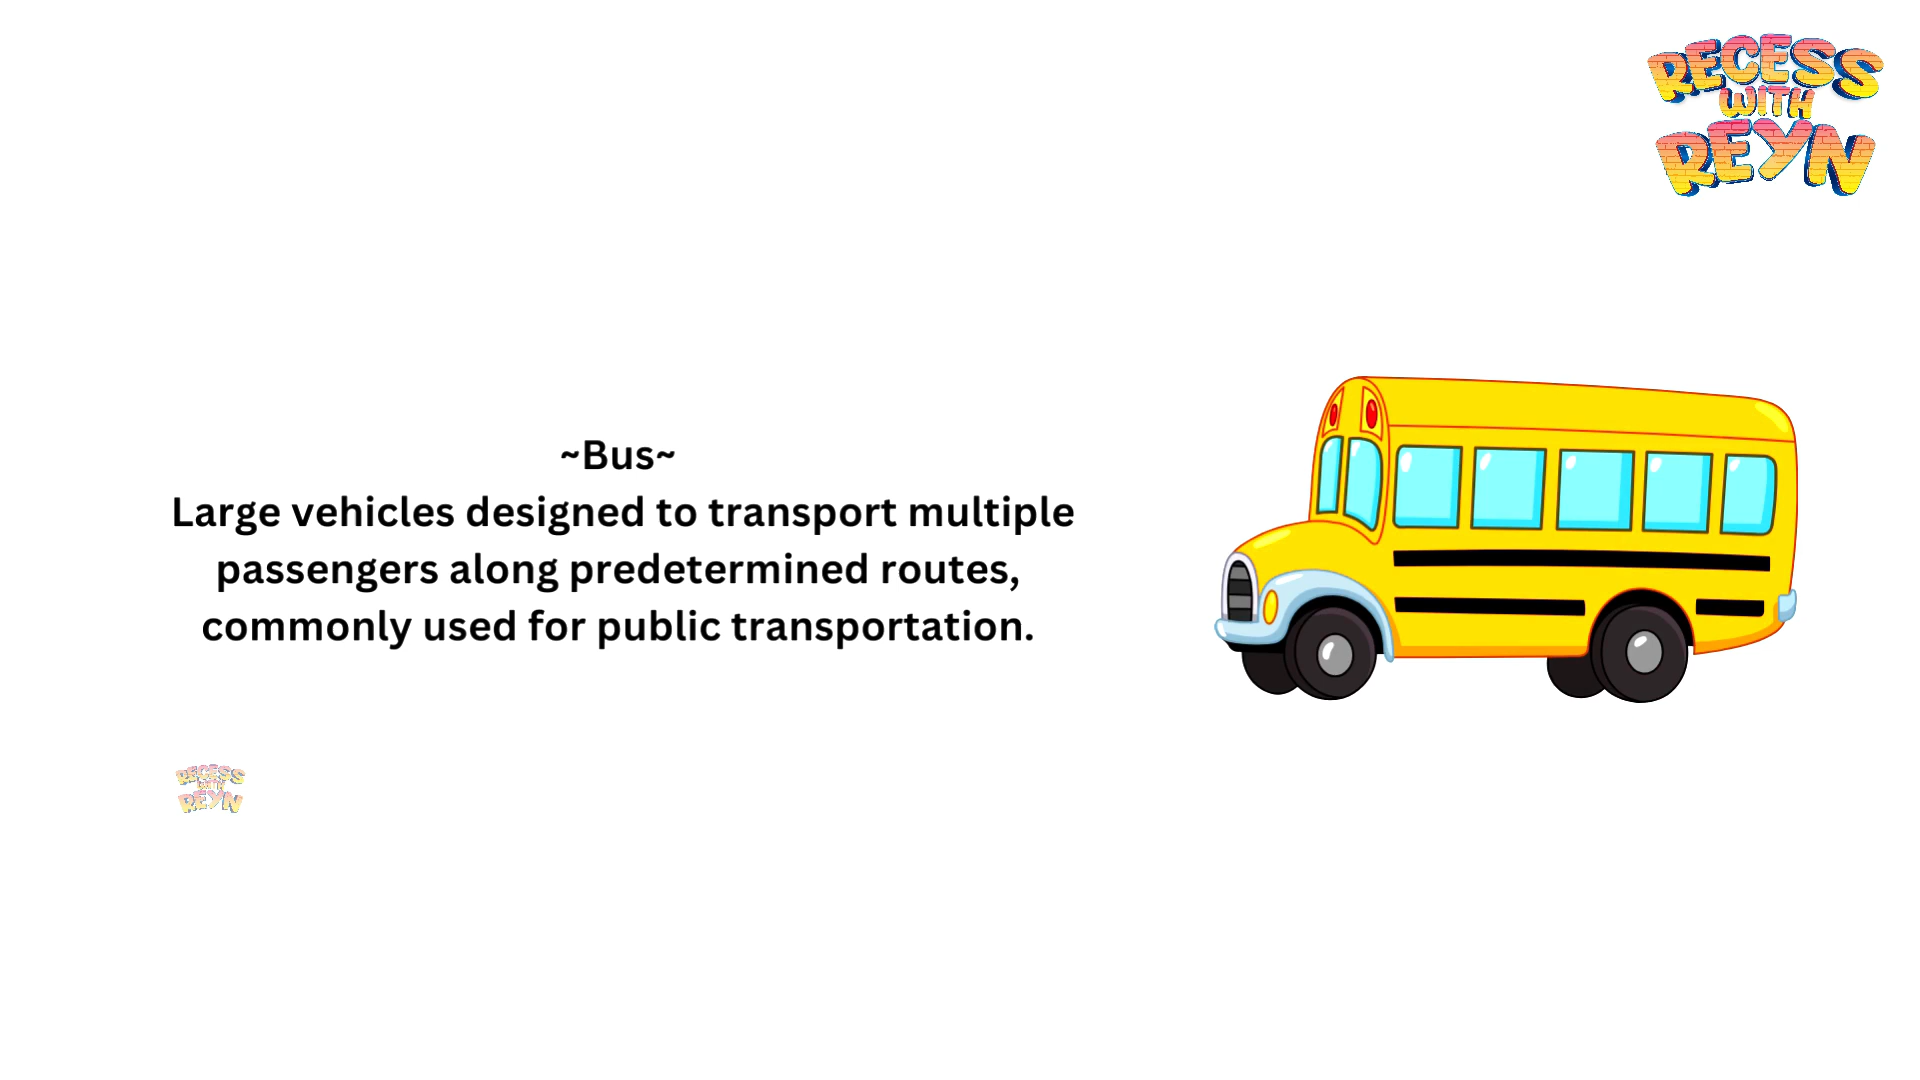 RECESS
WITH
REYN
~Bus~
Large vehicles designed to transport multiple
passengers along predetermined routes,
commonly used for public transportation.
RECESS
WITH
REYN